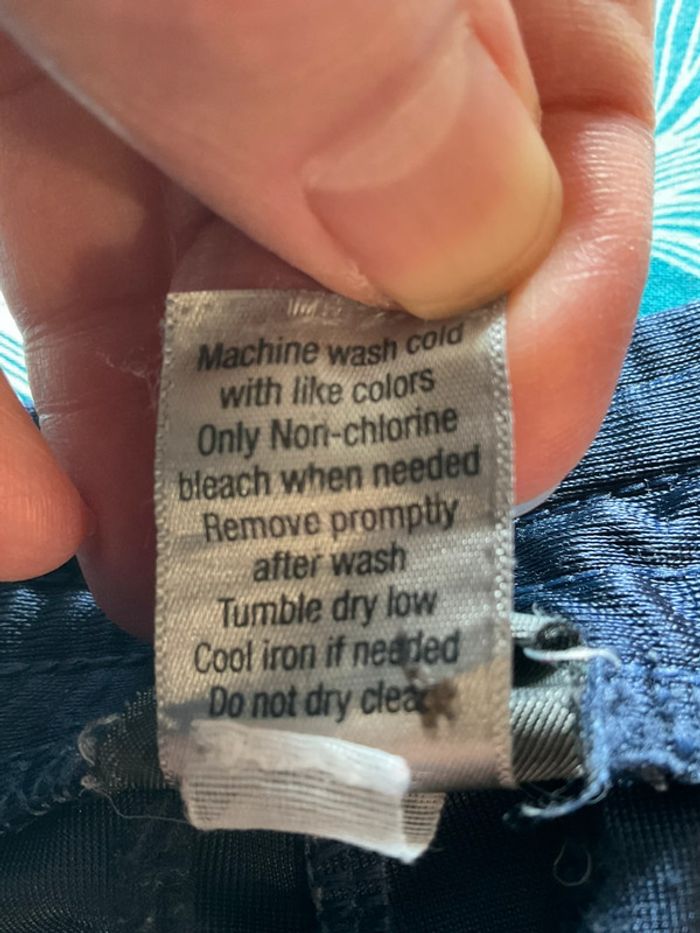 Machine wash cold
with like colors
Only Non-chlorine
bleach when needed
Remove promptly
after wash
Tumble dry low
Cool iron if needed
Do not dry clean